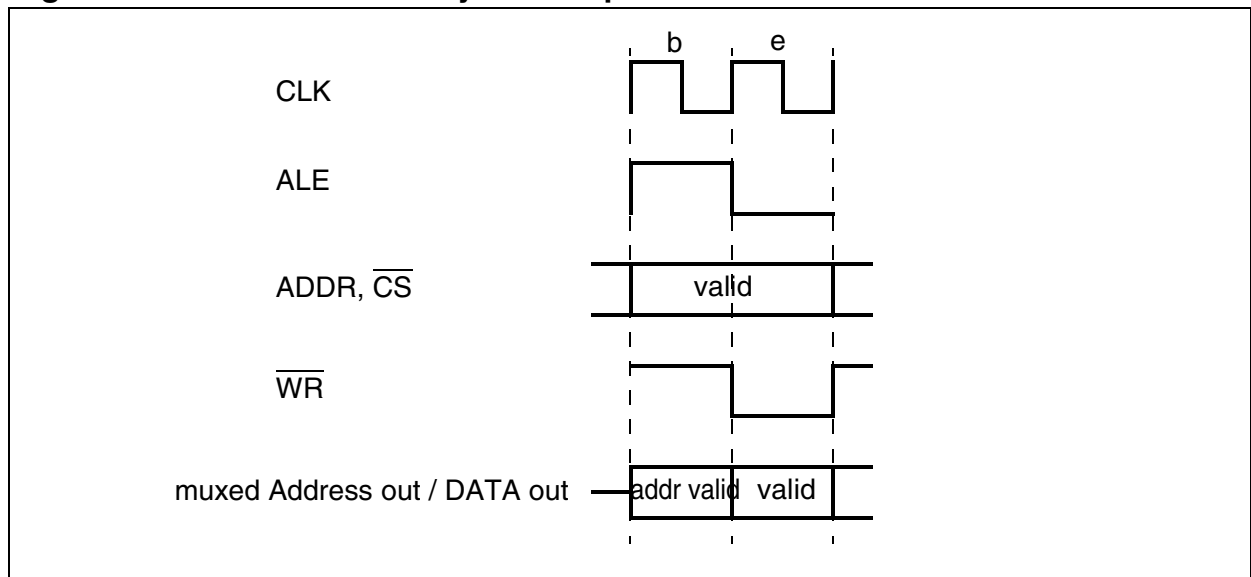 b e
CLK
ALE
ADDR, CS
valid
WR
muxed Address out / DATA out
addr valid valid